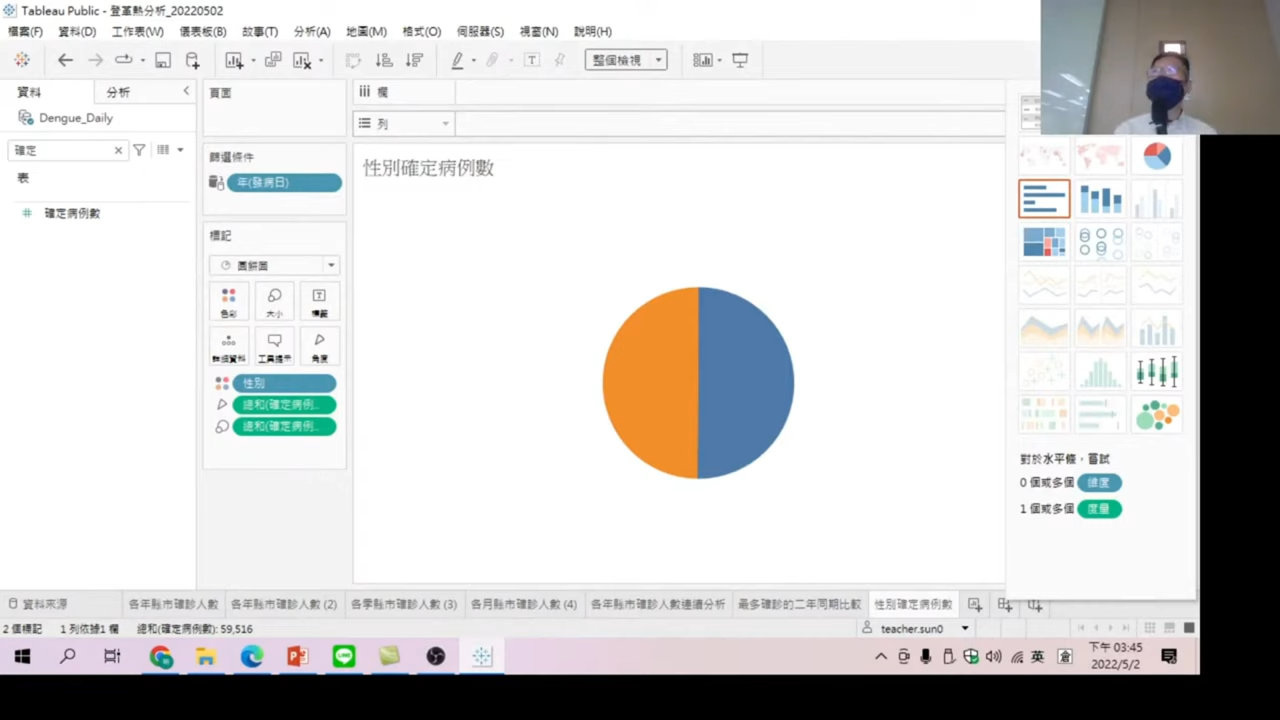 Tableau Public - 登革熱分析_20220502
檔案(F) 資料(D) 工作表(W) 儀表板(B) 故事(T) 分析(A) 地圖(M) 格式(O) 伺服器(S) 視窗(N) 說明(H)
整個檢視
資料 分析
Dengue_Daily
確定
表
確定病例數
頁面
篩選條件
年(發病日)
標記
圓餅圖
色彩 大小 標籤
詳細資料 工具提示 角度
性別
總和(確定病例..
總和(確定病例..
欄
列
性別確定病例數
對於水平條，嘗試
0 個或多個 維度
1 個或多個 度量
資料來源 各年縣市確診人數 各年縣市確診人數 (2) 各季縣市確診人數 (3) 各月縣市確診人數 (4) 各年縣市確診人數連續分析 最多確診的二年同期比較 性別確定病例數
2 個標記 1 列依據 1 欄 總和(確定病例數): 59,516 teacher.sun0
英
下午 03:45
2022/5/2